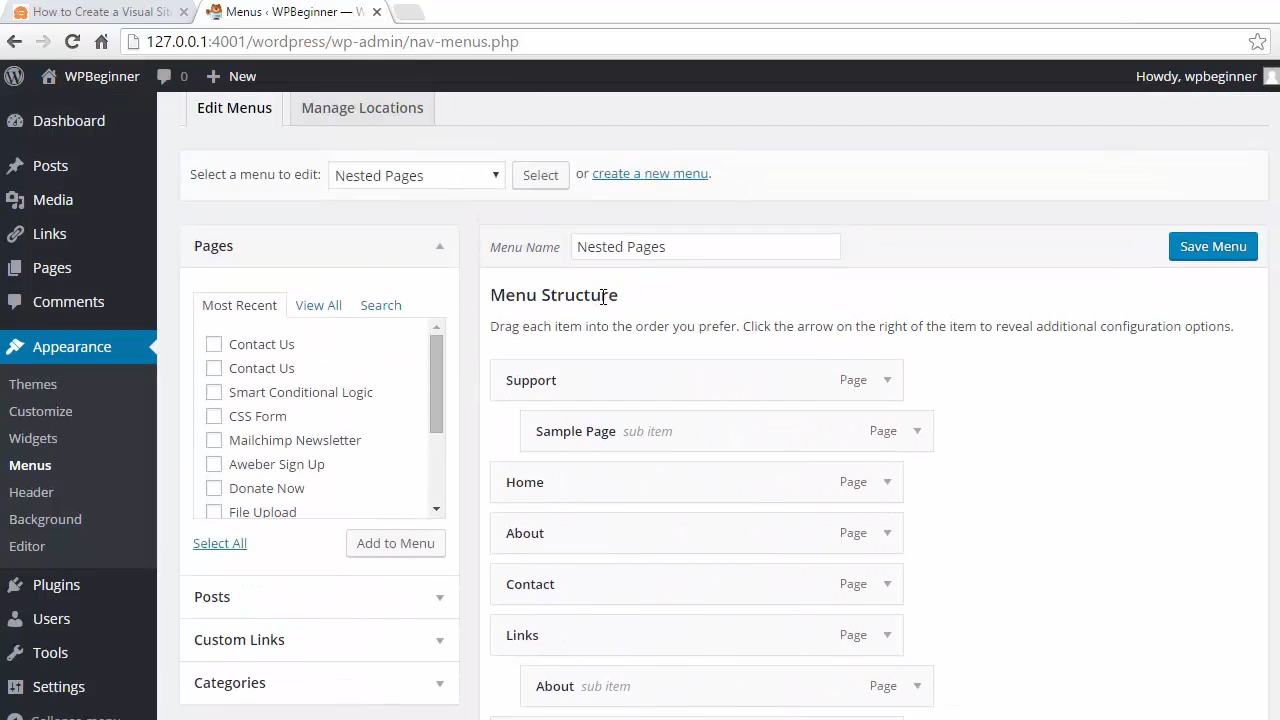 How to Create a Visual Sit
Menus ‹ WPBeginner — W
127.0.0.1:4001/wordpress/wp-admin/nav-menus.php
WPBeginner 0 New Howdy, wpbeginner
Dashboard
Posts
Media
Links
Pages
Comments
Appearance
Themes
Customize
Widgets
Menus
Header
Background
Editor
Plugins
Users
Tools
Settings
Collapse menu
Edit Menus Manage Locations
Select a menu to edit: Nested Pages Select or create a new menu.
Pages
Most Recent View All Search
Contact Us
Contact Us
Smart Conditional Logic
CSS Form
Mailchimp Newsletter
Aweber Sign Up
Donate Now
File Upload
Select All Add to Menu
Posts
Custom Links
Categories
Menu Name Nested Pages Save Menu
Menu Structure
Drag each item into the order you prefer. Click the arrow on the right of the item to reveal additional configuration options.
Support Page
Sample Page sub item Page
Home Page
About Page
Contact Page
Links Page
About sub item Page